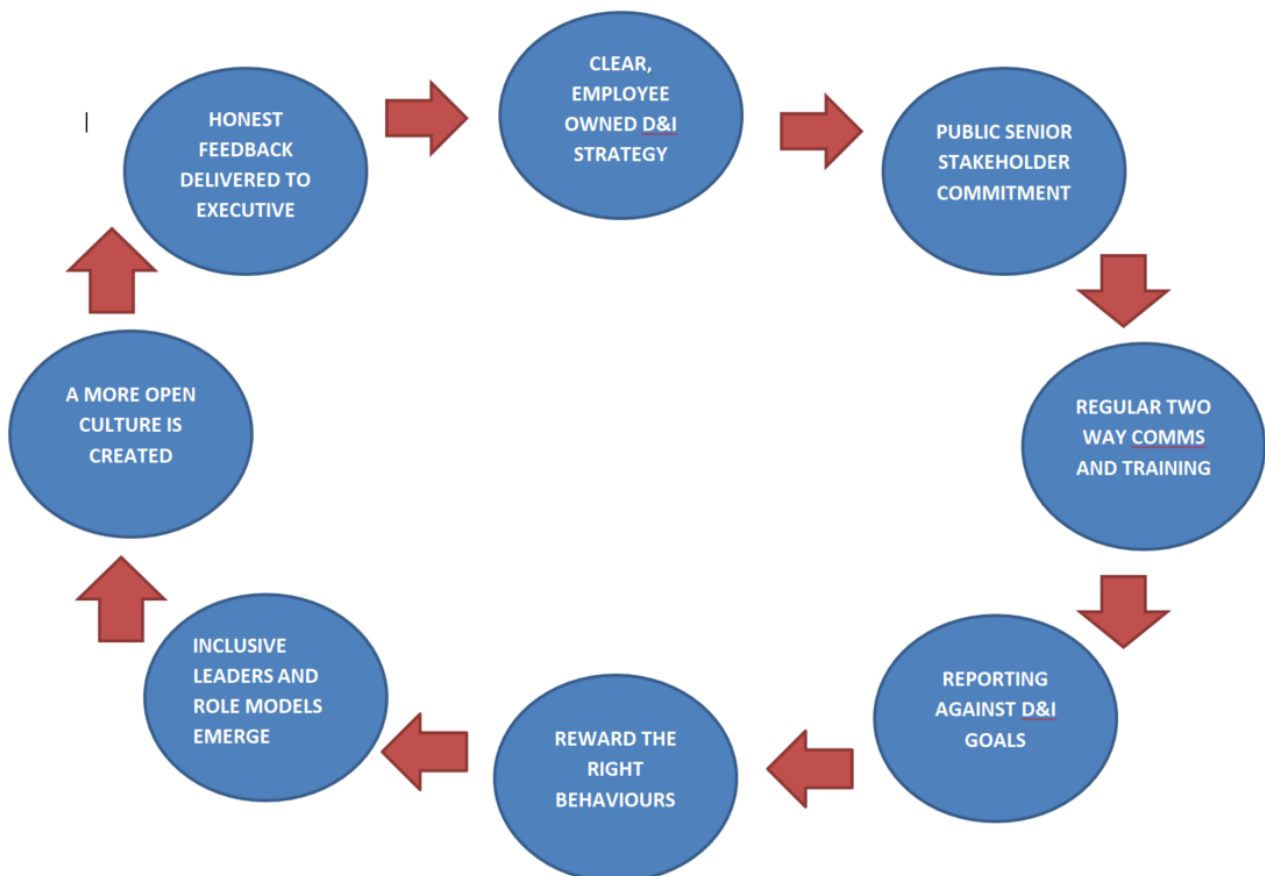 CLEAR,
EMPLOYEE
OWNED D&I
STRATEGY
PUBLIC SENIOR
STAKEHOLDER
COMMITMENT
REGULAR TWO
WAY COMMS
AND TRAINING
REPORTING
AGAINST D&I
GOALS
REWARD THE
RIGHT
BEHAVIOURS
INCLUSIVE
LEADERS AND
ROLE MODELS
EMERGE
A MORE OPEN
CULTURE IS
CREATED
HONEST
FEEDBACK
DELIVERED TO
EXECUTIVE